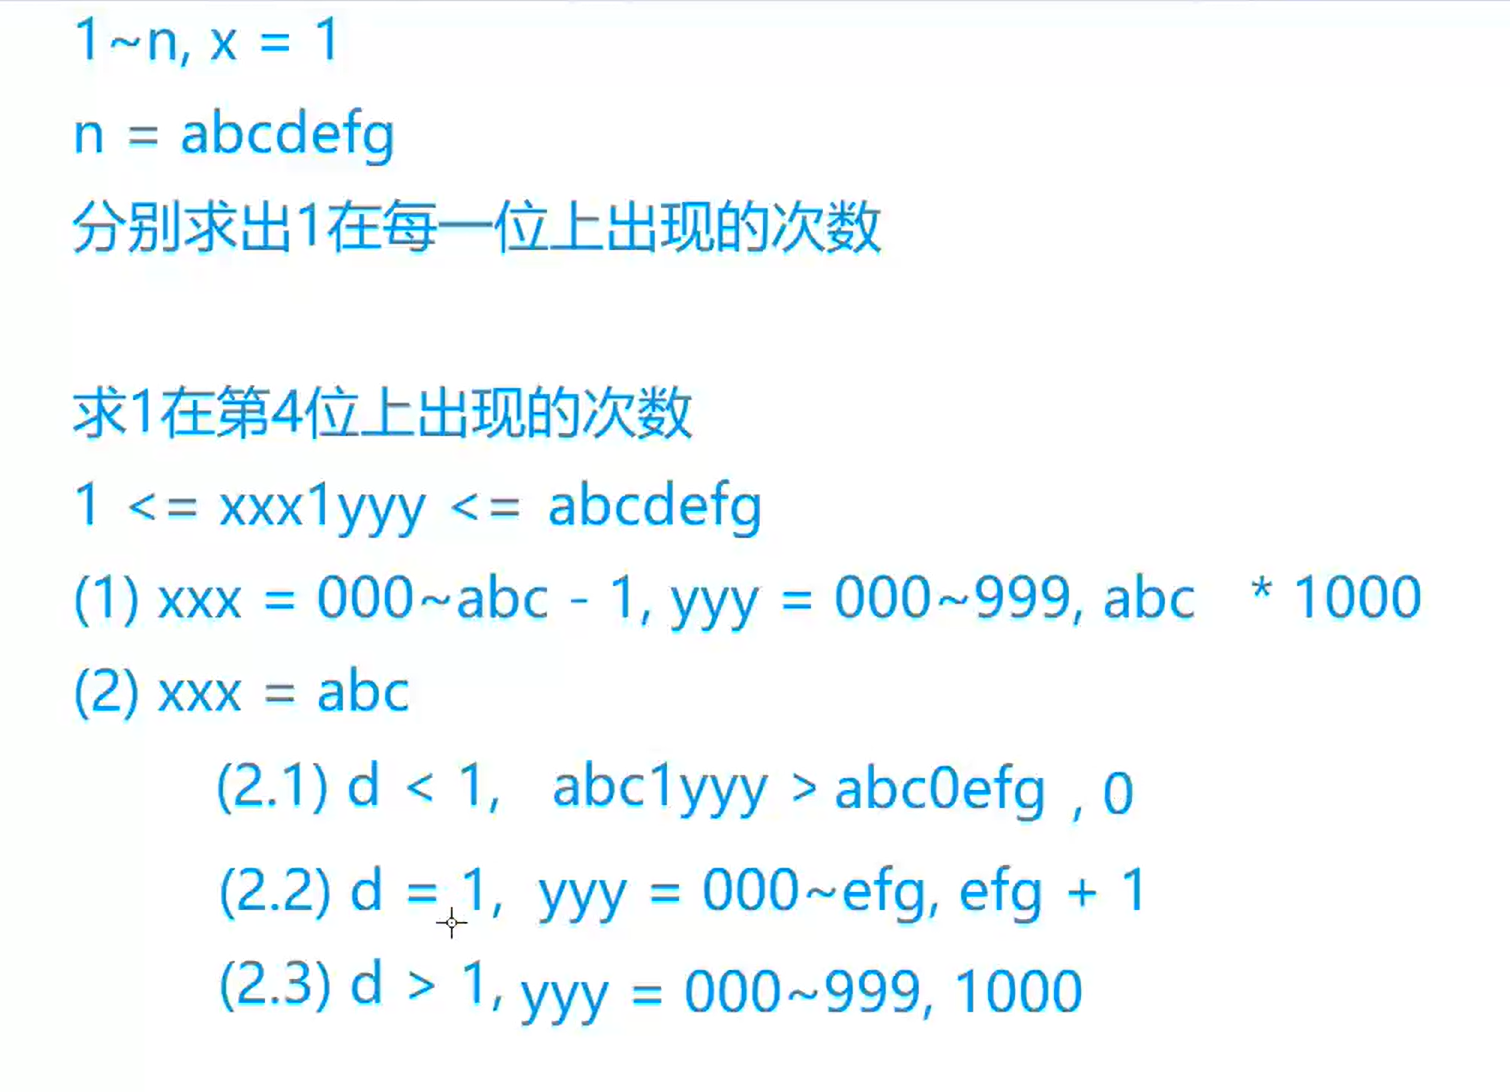 1~n, x = 1
n = abcdefg
分别求出1在每一位上出现的次数
求1在第4位上出现的次数
1 <= xxx1yyy <= abcdefg
(1) xxx = 000~abc - 1, yyy = 000~999, abc * 1000
(2) xxx = abc
(2.1) d < 1, abc1yyy > abc0efg , 0
(2.2) d = 1, yyy = 000~efg, efg + 1
(2.3) d > 1, yyy = 000~999, 1000